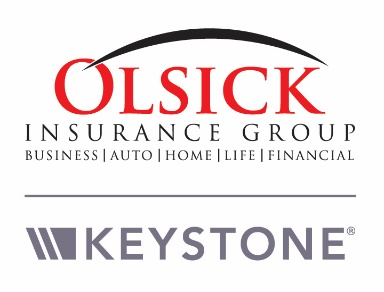 OLSICK
INSURANCE GROUP
BUSINESS|AUTO|HOME|LIFE|FINANCIAL
KEYSTONE®